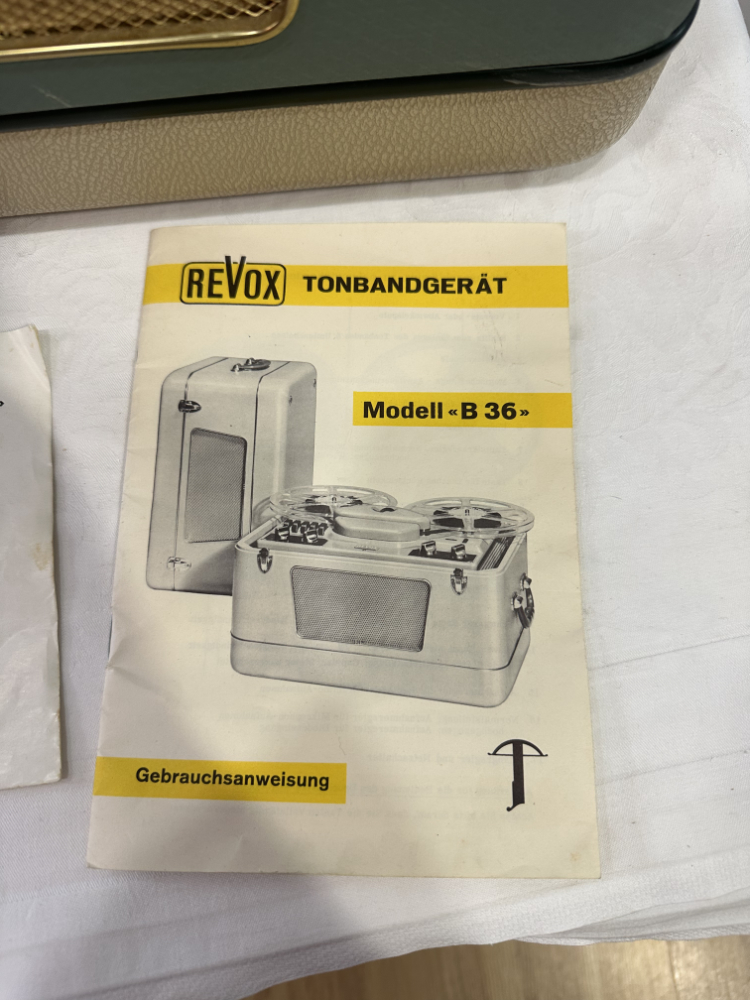 REVOX TONBANDGERÄT
Modell «B 36»
Gebrauchsanweisung